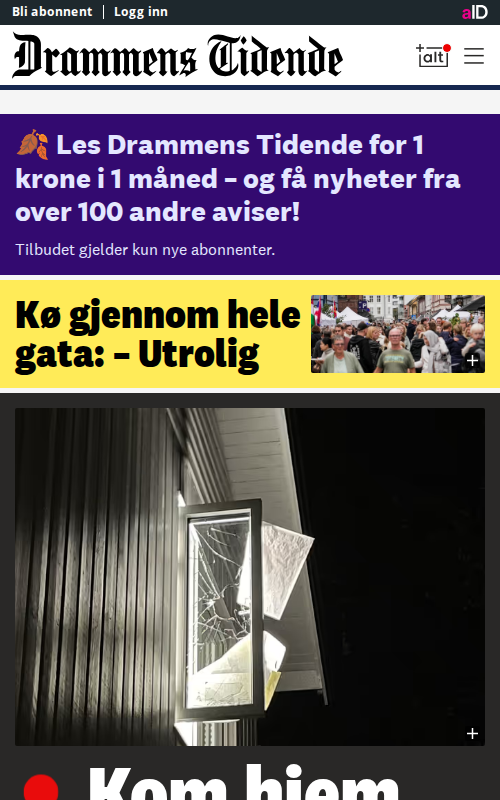 Bli abonnent | Logg inn
aID
Drammens Tidende
+alt
🍂 Les Drammens Tidende for 1
krone i 1 måned – og få nyheter fra
over 100 andre aviser!
Tilbudet gjelder kun nye abonnenter.
Kø gjennom hele
gata: – Utrolig
Kom hjem